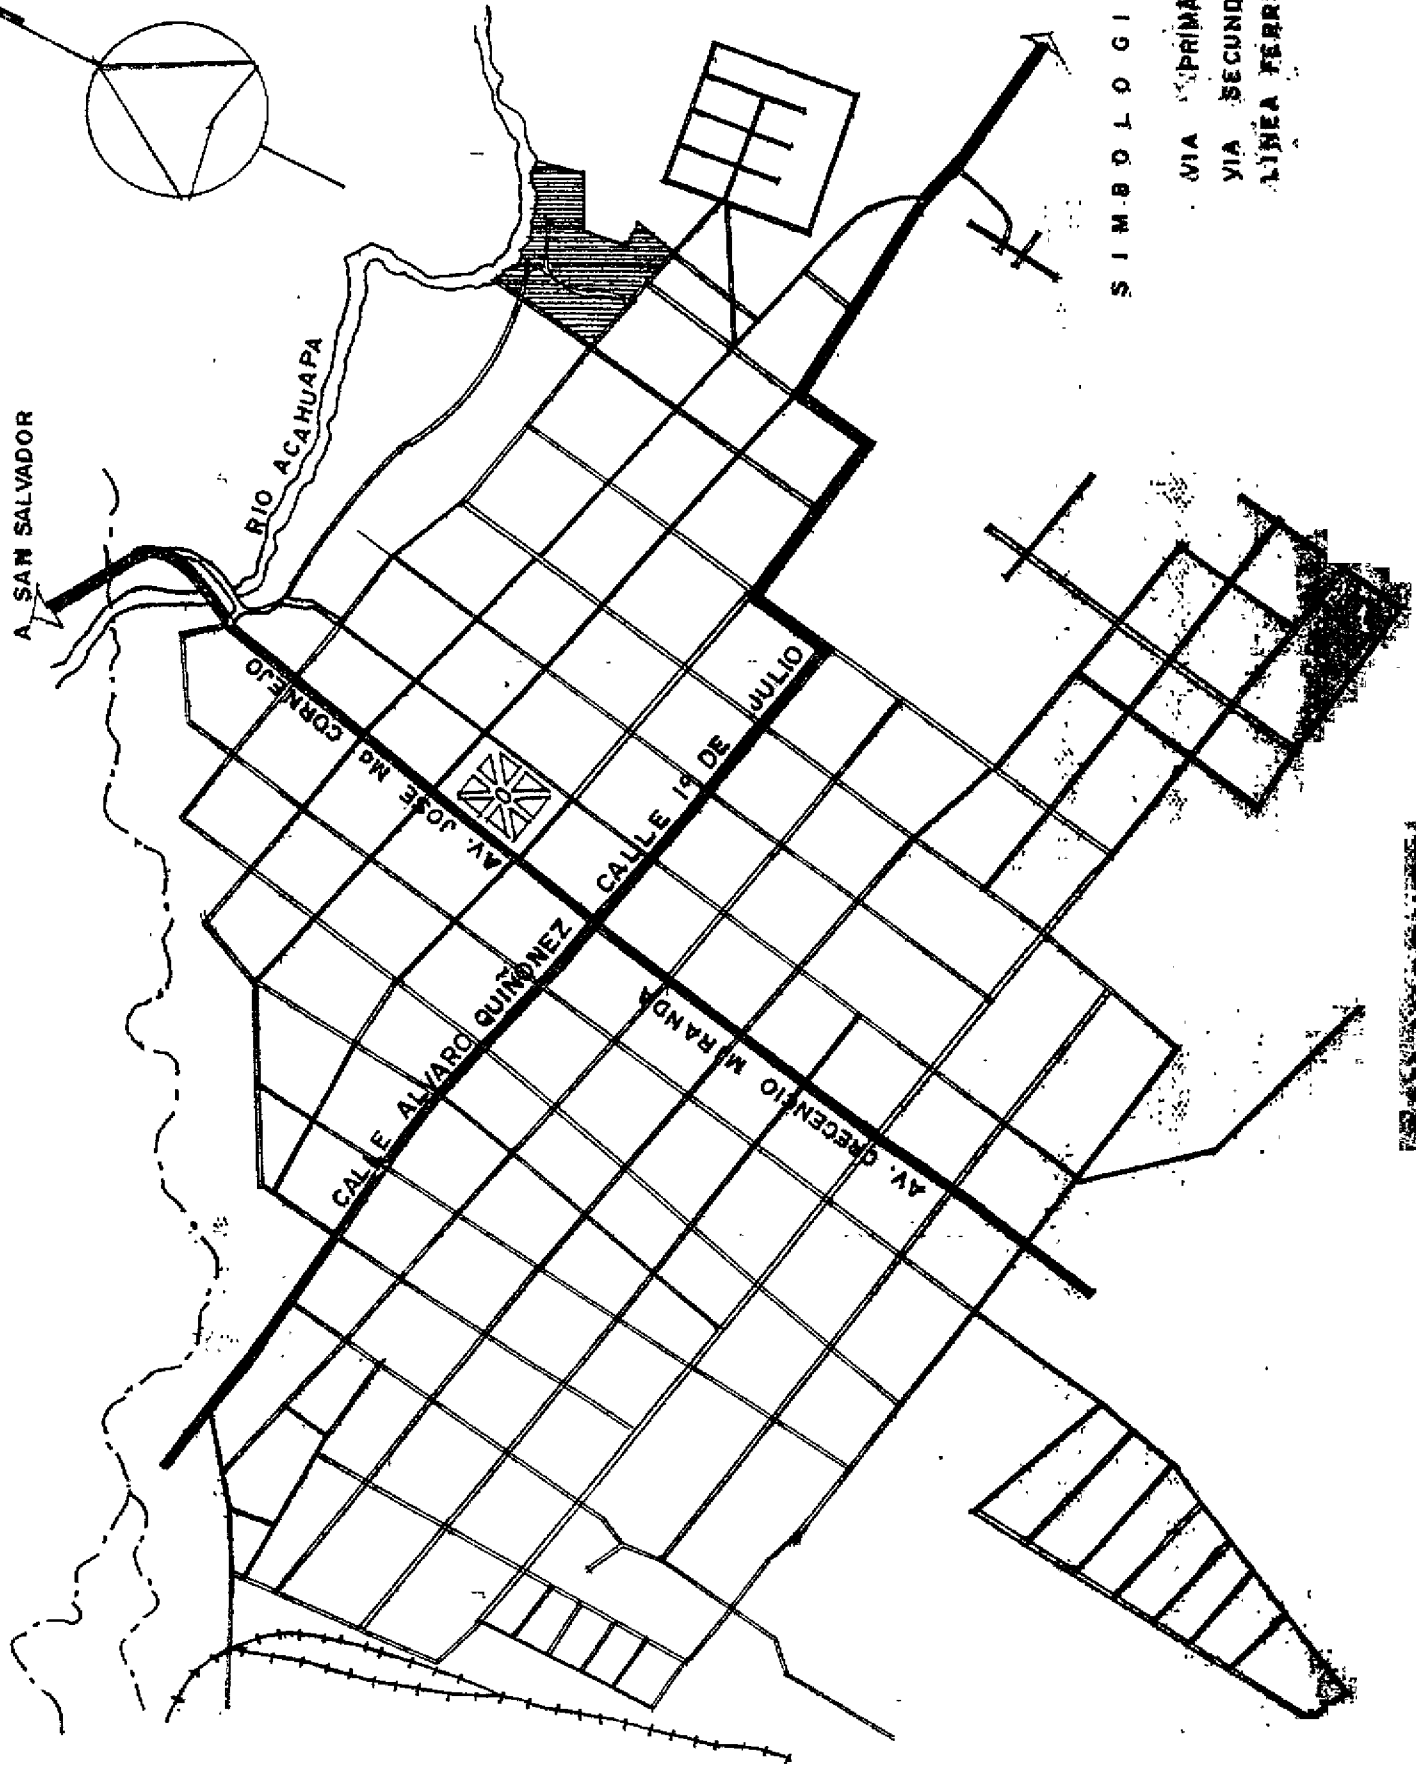 A SAN SALVADOR
RIO ACAHUAPA
AV. JOSE Mª CORNEJO
CALLE ALVARO QUIÑONEZ
CALLE 1º DE JULIO
AV. CRECENCIO MIRANDA
SIMBOLOGI
VIA PRIMA
VIA SECUND
LINEA FERR